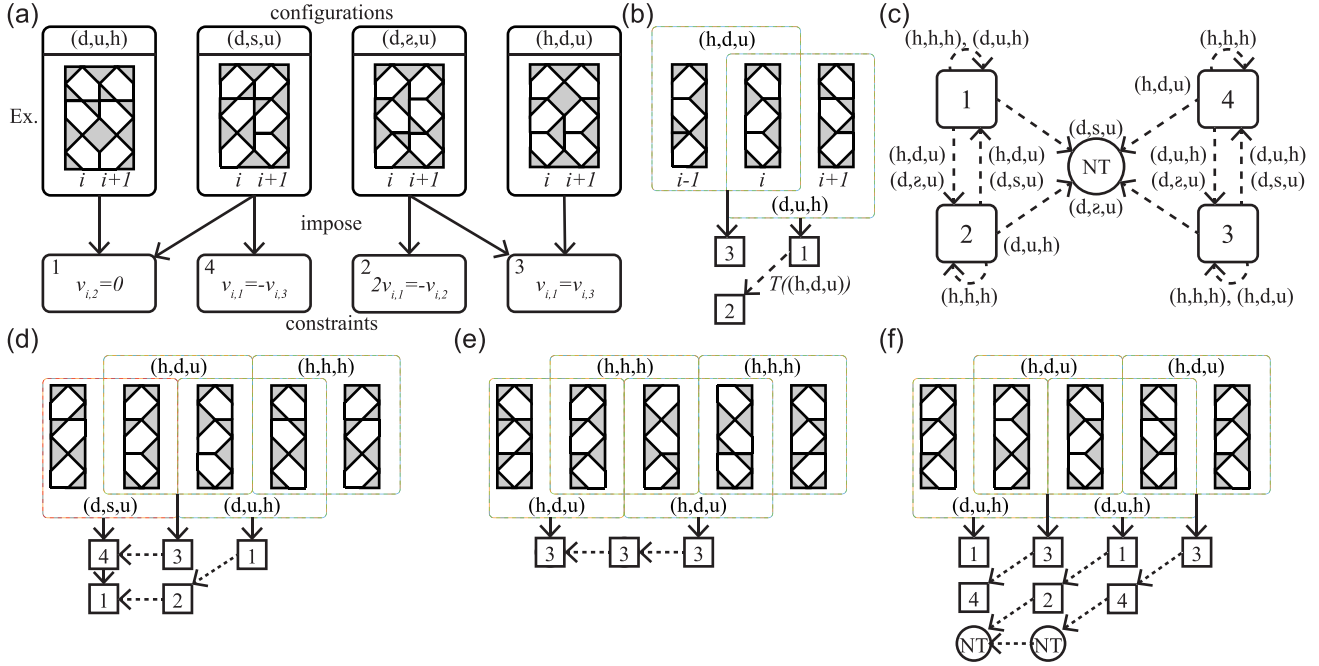 (a)
configurations
(d,u,h) (d,s,u) (d,ƨ,u) (h,d,u)
Ex.
i i+1 i i+1 i i+1 i i+1
impose
1 4 2 3
v_{i,2}=0 v_{i,1}=-v_{i,3} 2v_{i,1}=-v_{i,2} v_{i,1}=v_{i,3}
constraints
(b)
(h,d,u)
i-1 i i+1
(d,u,h)
3 1
T((h,d,u))
2
(c)
(h,h,h), (d,u,h) (h,h,h)
1 4
(h,d,u)
(d,s,u)
NT
(d,ƨ,u)
(h,d,u) (h,d,u) (d,u,h) (d,u,h)
(d,ƨ,u) (d,s,u) (d,ƨ,u) (d,s,u)
2 3
(d,u,h)
(h,h,h) (h,h,h), (h,d,u)
(d)
(h,d,u) (h,h,h)
(d,s,u) (d,u,h)
4 3 1
1 2
(e)
(h,h,h) (h,h,h)
(h,d,u) (h,d,u)
3 3 3
(f)
(h,d,u) (h,d,u)
(d,u,h) (d,u,h)
1 3 1 3
4 2 4
NT NT